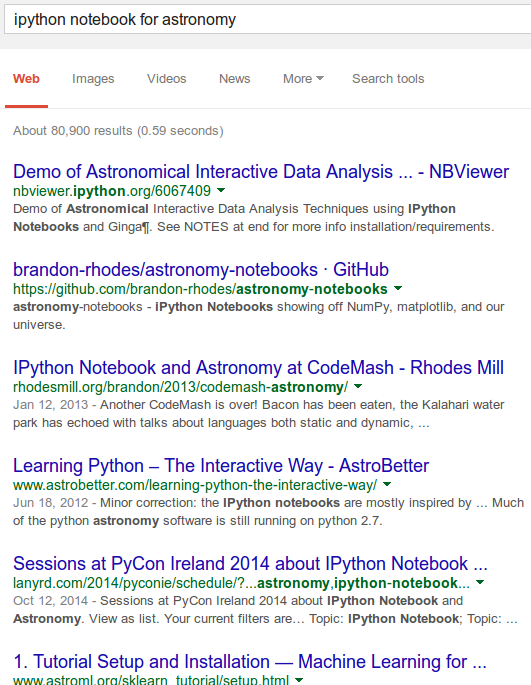 ipython notebook for astronomy
Web Images Videos News More Search tools
About 80,900 results (0.59 seconds)
Demo of Astronomical Interactive Data Analysis ... - NBViewer
nbviewer.ipython.org/6067409
Demo of Astronomical Interactive Data Analysis Techniques using IPython
Notebooks and Ginga¶. See NOTES at end for more info installation/requirements.
brandon-rhodes/astronomy-notebooks · GitHub
https://github.com/brandon-rhodes/astronomy-notebooks
astronomy-notebooks - iPython Notebooks showing off NumPy, matplotlib, and our
universe.
IPython Notebook and Astronomy at CodeMash - Rhodes Mill
rhodesmill.org/brandon/2013/codemash-astronomy/
Jan 12, 2013 - Another CodeMash is over! Bacon has been eaten, the Kalahari water
park has echoed with talks about languages both static and dynamic, ...
Learning Python – The Interactive Way - AstroBetter
www.astrobetter.com/learning-python-the-interactive-way/
Jun 18, 2012 - Minor correction: the IPython notebooks are mostly inspired by ... Much
of the python astronomy software is still running on python 2.7.
Sessions at PyCon Ireland 2014 about IPython Notebook ...
lanyrd.com/2014/pyconie/schedule/?...astronomy,ipython-notebook...
Oct 12, 2014 - Sessions at PyCon Ireland 2014 about IPython Notebook and
Astronomy. View as list. Your current filters are… Topic: IPython Notebook; Topic: ...
1. Tutorial Setup and Installation — Machine Learning for ...
www.astroml.org/sklearn_tutorial/setup.html